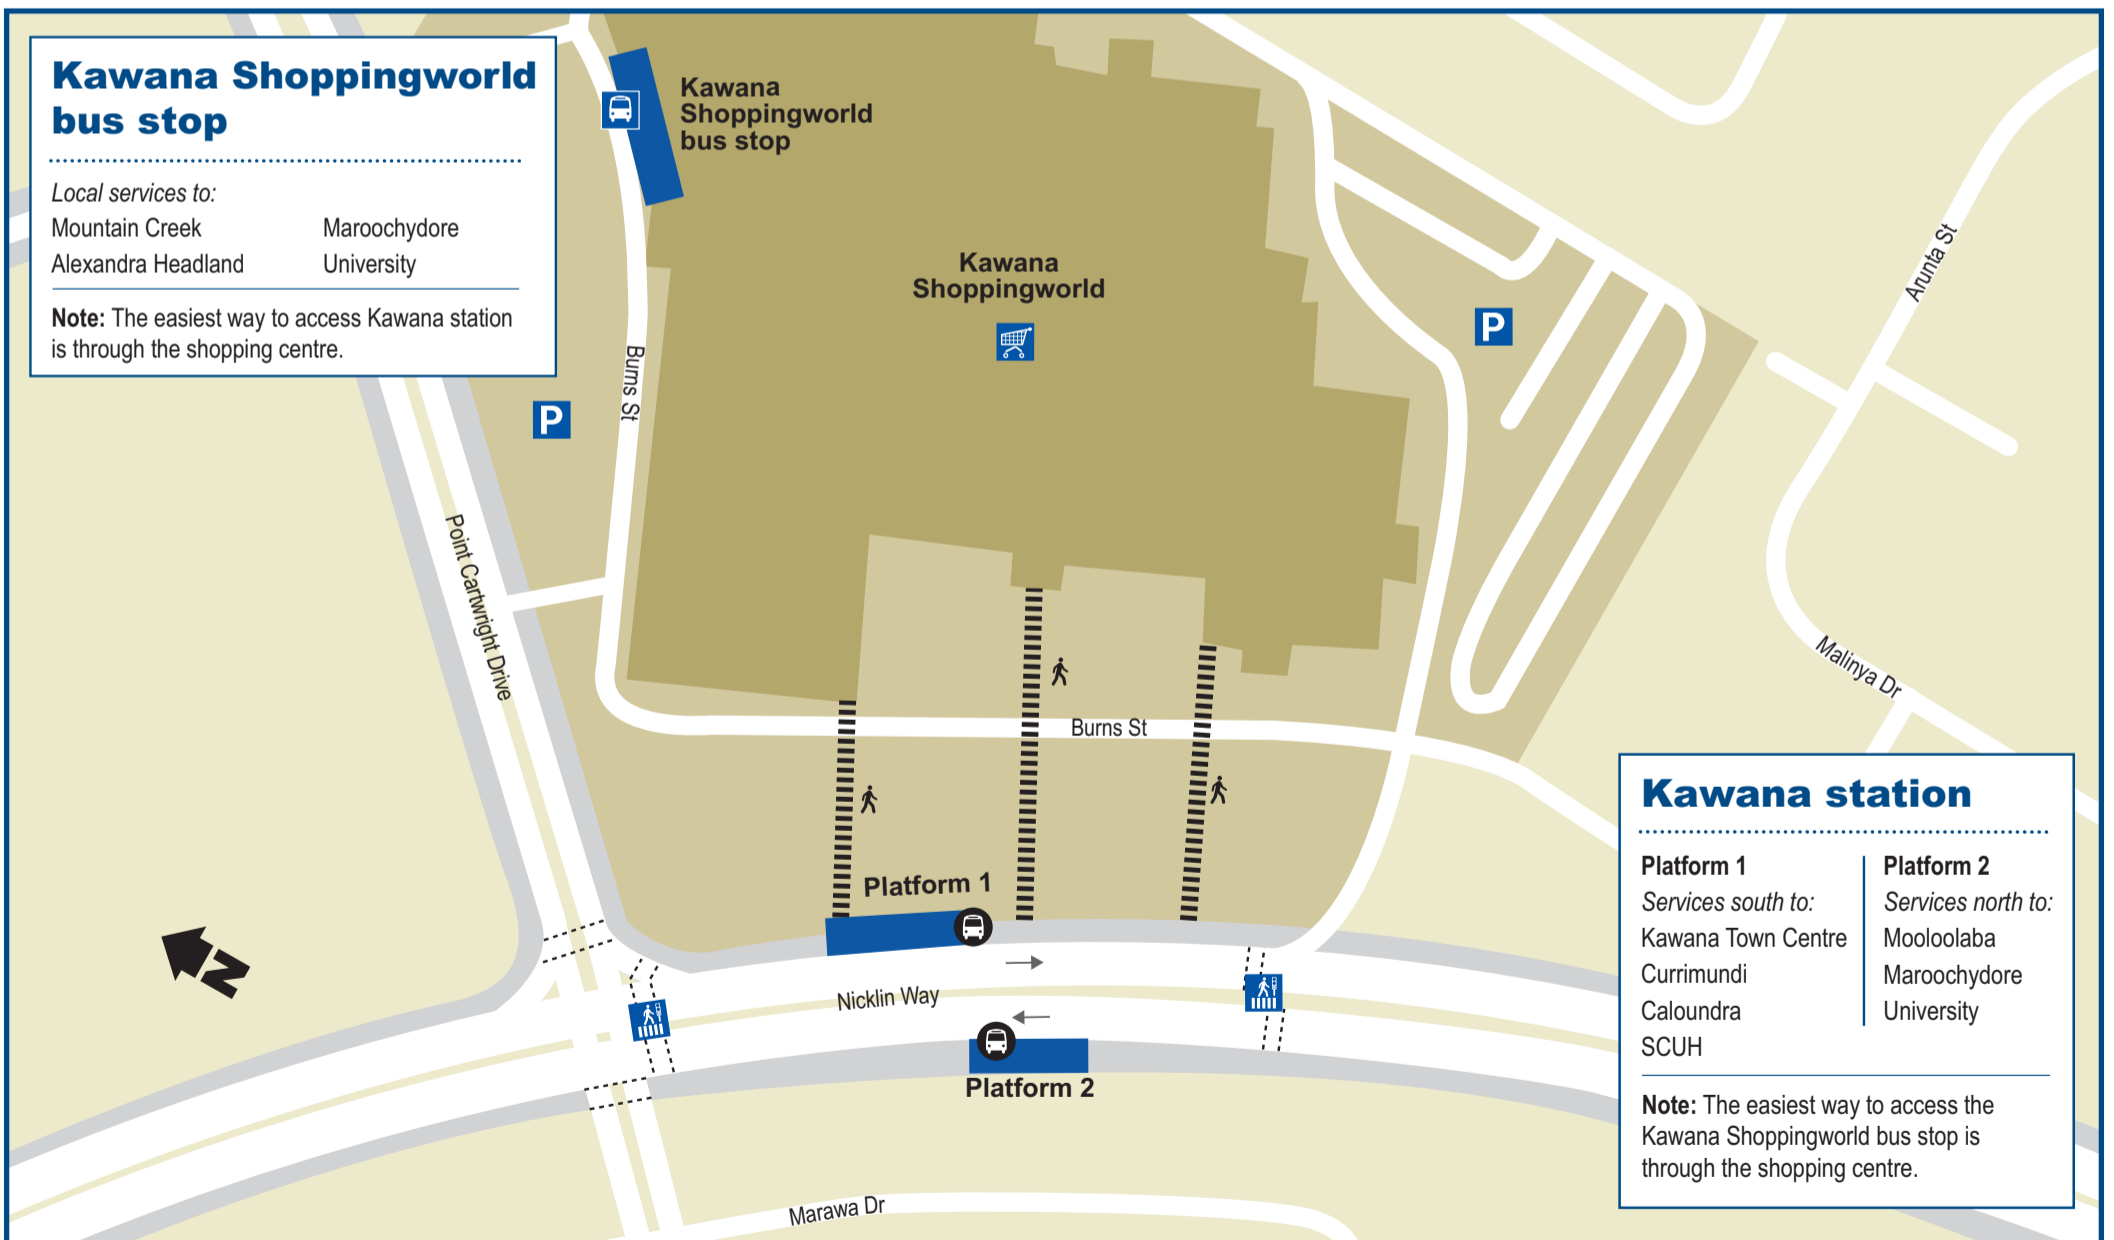 Kawana Shoppingworld
bus stop
Local services to:
Mountain Creek Maroochydore
Alexandra Headland University
Note: The easiest way to access Kawana station
is through the shopping centre.
Kawana
Shoppingworld
bus stop
Kawana
Shoppingworld
P
P
Burns St
Arunta St
Point Cartwright Drive
Malinya Dr
Burns St
Platform 1
Nicklin Way
Platform 2
Marawa Dr
N
Kawana station
Platform 1 Platform 2
Services south to: Services north to:
Kawana Town Centre Mooloolaba
Currimundi Maroochydore
Caloundra University
SCUH
Note: The easiest way to access the
Kawana Shoppingworld bus stop is
through the shopping centre.